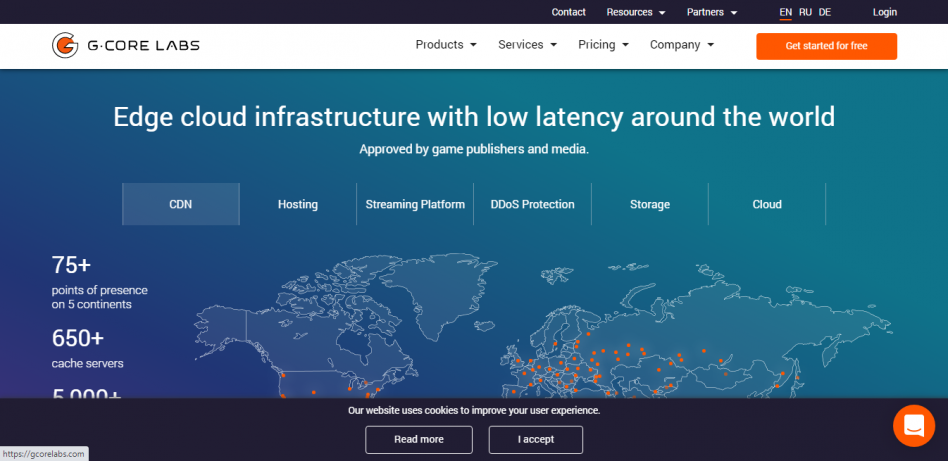 Contact Resources Partners EN RU DE Login
G·CORE LABS Products Services Pricing Company Get started for free
Edge cloud infrastructure with low latency around the world
Approved by game publishers and media.
CDN Hosting Streaming Platform DDoS Protection Storage Cloud
75+
points of presence
on 5 continents
650+
cache servers
5 000+
Our website uses cookies to improve your user experience.
Read more I accept
https://gcorelabs.com